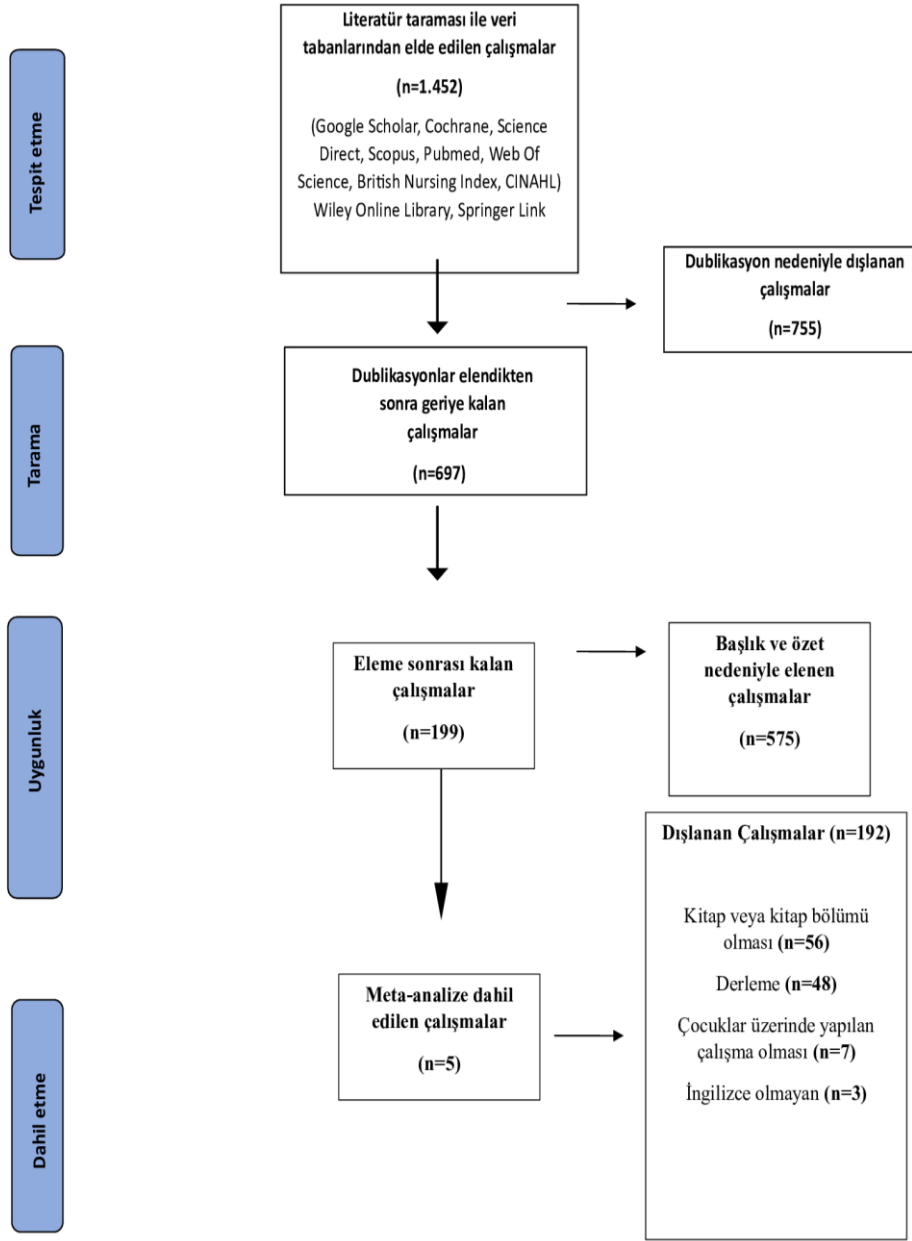 Tespit etme
Literatür taraması ile veri
tabanlarından elde edilen çalışmalar
(n=1.452)
(Google Scholar, Cochrane, Science
Direct, Scopus, Pubmed, Web Of
Science, British Nursing Index, CINAHL)
Wiley Online Library, Springer Link
Dublikasyon nedeniyle dışlanan
çalışmalar
(n=755)
Tarama
Dublikasyonlar elendikten
sonra geriye kalan
çalışmalar
(n=697)
Uygunluk
Eleme sonrası kalan
çalışmalar
(n=199)
Başlık ve özet
nedeniyle elenen
çalışmalar
(n=575)
Dahil etme
Meta-analize dahil
edilen çalışmalar
(n=5)
Dışlanan Çalışmalar (n=192)
Kitap veya kitap bölümü
olması (n=56)
Derleme (n=48)
Çocuklar üzerinde yapılan
çalışma olması (n=7)
İngilizce olmayan (n=3)